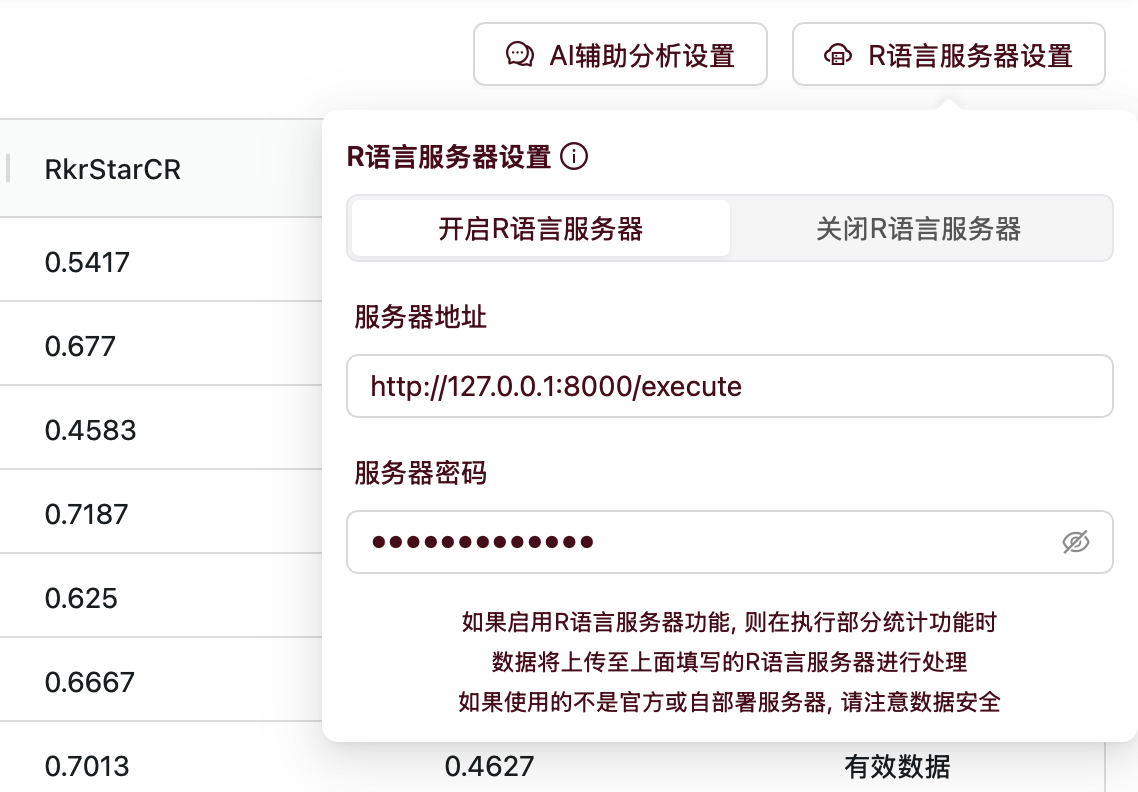 AI辅助分析设置
R语言服务器设置
RkrStarCR
R语言服务器设置
开启R语言服务器
关闭R语言服务器
0.5417
服务器地址
0.677
http://127.0.0.1:8000/execute
0.4583
服务器密码
0.7187
●●●●●●●●●●●●●
0.625
如果启用R语言服务器功能, 则在执行部分统计功能时
数据将上传至上面填写的R语言服务器进行处理
如果使用的不是官方或自部署服务器, 请注意数据安全
0.6667
0.7013
0.4627
有效数据